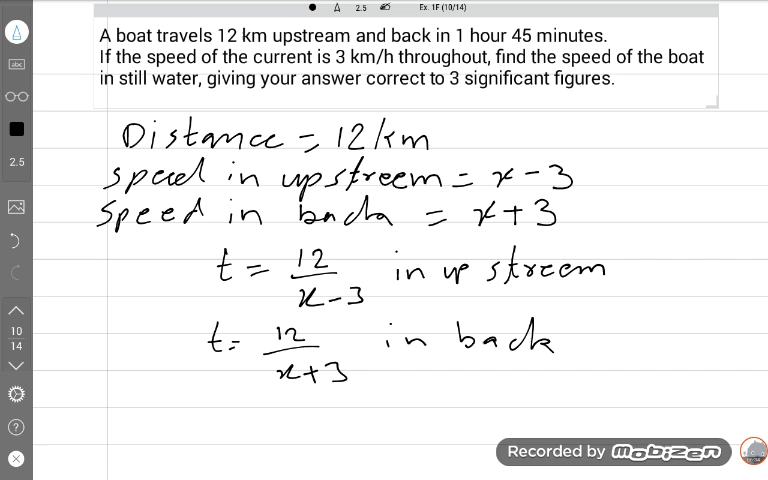 2.5 Ex. 1F (10/14)
A boat travels 12 km upstream and back in 1 hour 45 minutes.
If the speed of the current is 3 km/h throughout, find the speed of the boat
in still water, giving your answer correct to 3 significant figures.
abc
2.5
10
14
Distance = 12 km
speed in upstreem = x - 3
Speed in back = x + 3
t = 12/x-3 in up streem
t = 12/x+3 in back
Recorded by mobizen